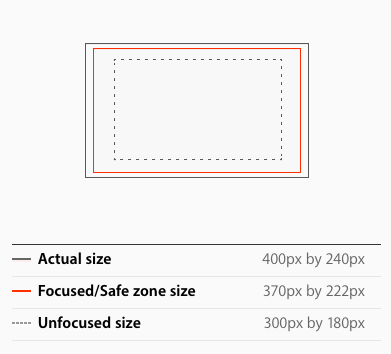 Actual size 400px by 240px
Focused/Safe zone size 370px by 222px
Unfocused size 300px by 180px